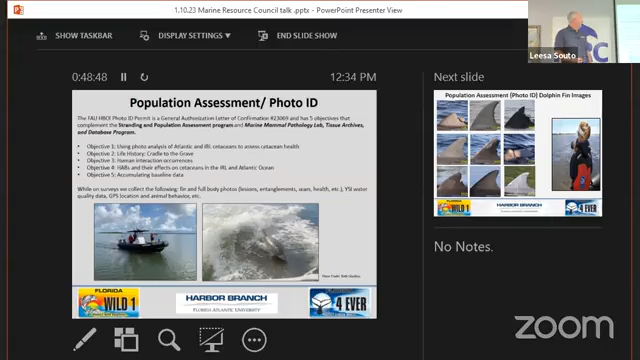 1.10.23 Marine Resource Council talk .pptx - PowerPoint Presenter View
SHOW TASKBAR
DISPLAY SETTINGS
END SLIDE SHOW
Leesa Souto
0:48:48
12:34 PM
Population Assessment/ Photo ID
The FAU HBOI Photo ID Permit is a General Authorization Letter of Confirmation #23069 and has 5 objectives that
complement the Stranding and Population Assessment program and Marine Mammal Pathology Lab, Tissue Archives,
and Database Program.
Objective 1: Using photo analysis of Atlantic and IRL cetaceans to assess cetacean health
Objective 2: Life History: Cradle to the Grave
Objective 3: Human interaction occurrences
Objective 4: HABs and their effects on cetaceans in the IRL and Atlantic Ocean
Objective 5: Accumulating baseline data
While on surveys we collect the following: fin and full body photos (lesions, entanglements, scars, health, etc.), YSI water
quality data, GPS location and animal behavior, etc.
FLORIDA
WILD 1
HARBOR BRANCH
FLORIDA ATLANTIC UNIVERSITY
4 EVER
Next slide
Population Assessment (Photo ID) Dolphin Fin Images
WILD 1
HARBOR BRANCH
4 EVER
No Notes.
zoom